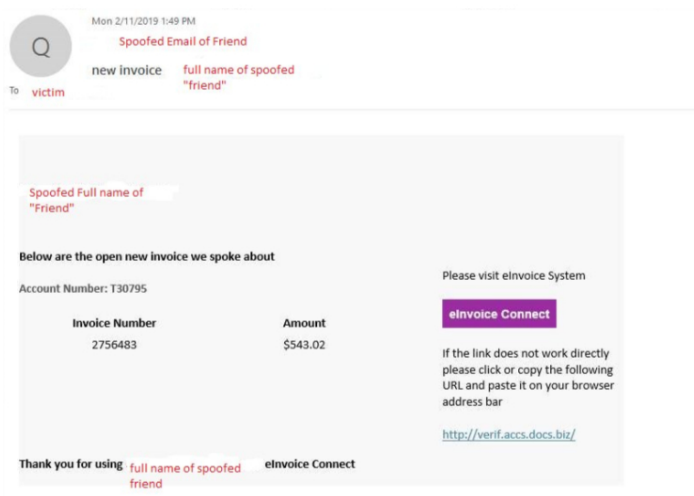 Mon 2/11/2019 1:49 PM
Spoofed Email of Friend
Q
new invoice full name of spoofed
"friend"
To victim
Spoofed Full name of
"Friend"
Below are the open new invoice we spoke about
Account Number: T30795
Invoice Number Amount
2756483 $543.02
Please visit eInvoice System
eInvoice Connect
If the link does not work directly
please click or copy the following
URL and paste it on your browser
address bar
http://verif.accs.docs.biz/
Thank you for using full name of spoofed eInvoice Connect
friend